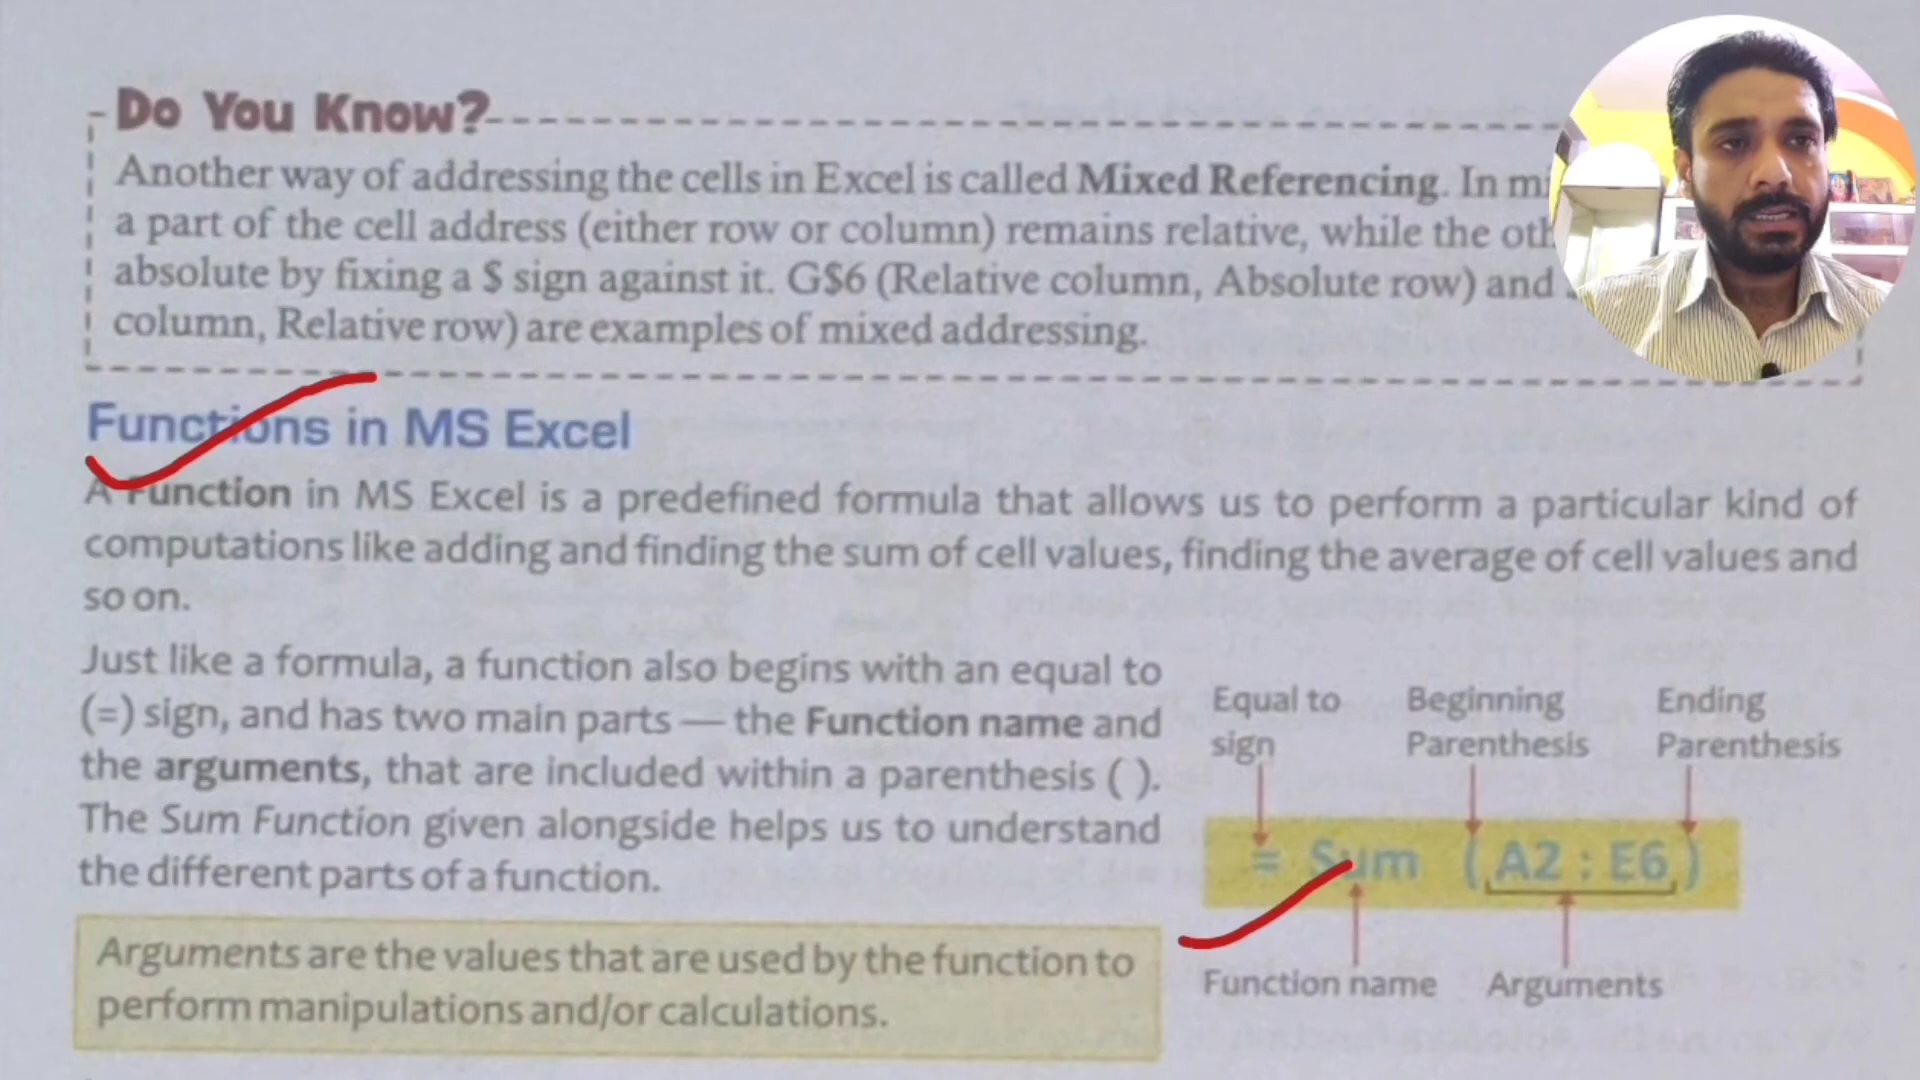 Do You Know?
Another way of addressing the cells in Excel is called Mixed Referencing. In
a part of the cell address (either row or column) remains relative, while the
absolute by fixing a $ sign against it. G$6 (Relative column, Absolute row) and
column, Relative row) are examples of mixed addressing.
Functions in MS Excel
A Function in MS Excel is a predefined formula that allows us to perform a particular kind of
computations like adding and finding the sum of cell values, finding the average of cell values and
so on.
Just like a formula, a function also begins with an equal to
(=) sign, and has two main parts — the Function name and
the arguments, that are included within a parenthesis ( ).
The Sum Function given alongside helps us to understand
the different parts of a function.
Arguments are the values that are used by the function to
perform manipulations and/or calculations.
Equal to
sign
Beginning
Parenthesis
Ending
Parenthesis
= Sum (A2 : E6)
Function name
Arguments